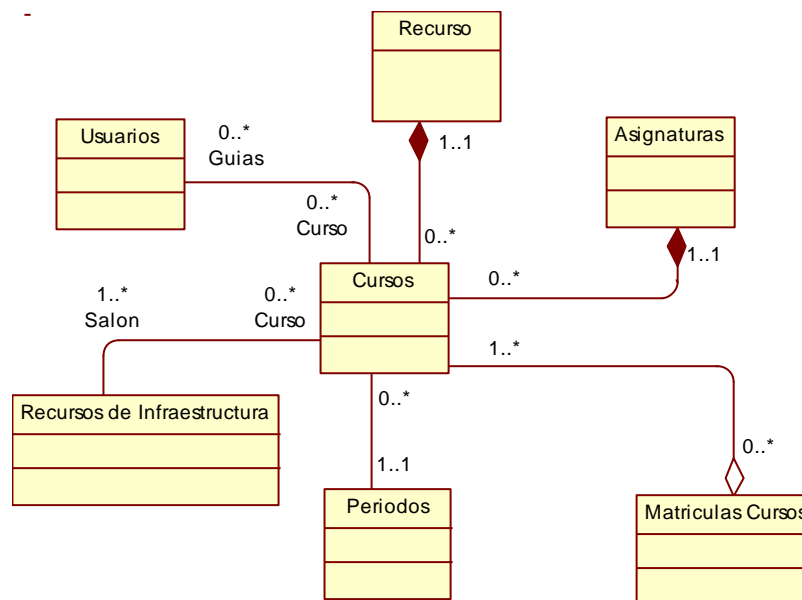 Recurso
Usuarios
0..*
Guias
1..1
Asignaturas
0..*
Curso
0..*
1..1
Cursos
0..*
1..*
Salon
0..*
Curso
1..*
Recursos de Infraestructura
0..*
1..1
0..*
Periodos
Matriculas Cursos